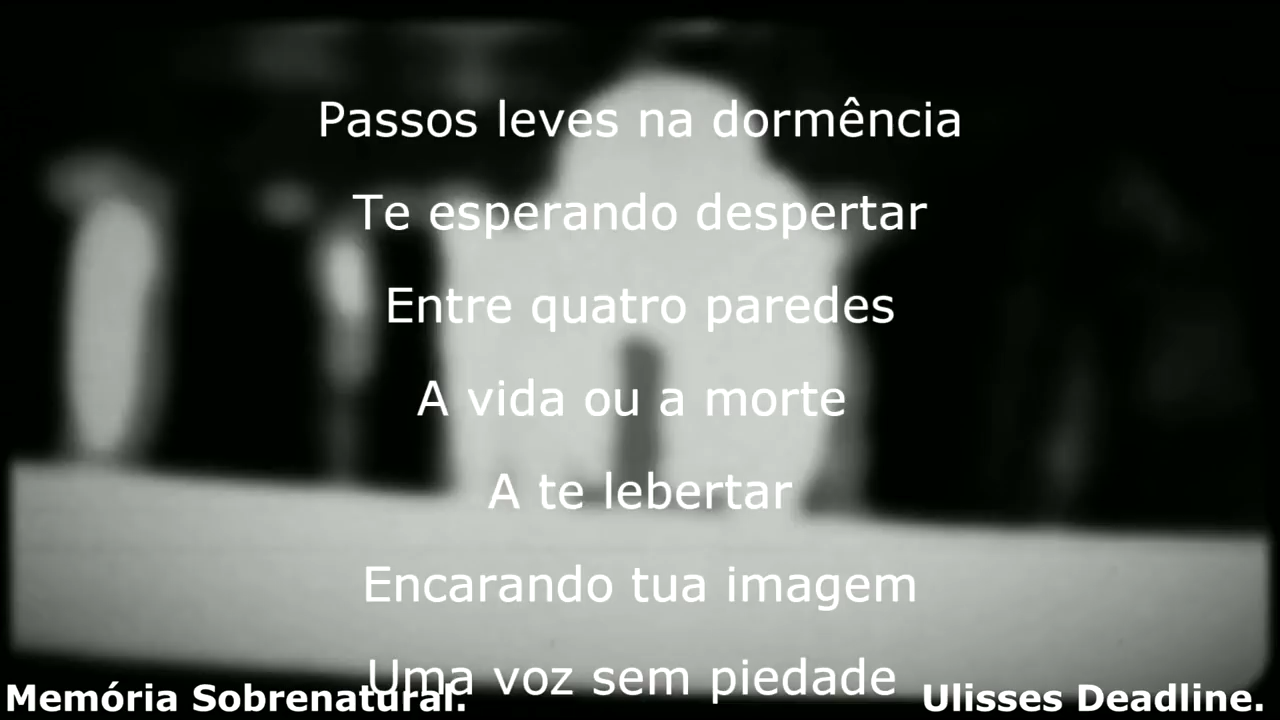 Passos leves na dormência
Te esperando despertar
Entre quatro paredes
A vida ou a morte
A te lebertar
Encarando tua imagem
Uma voz sem piedade
Memória Sobrenatural.
Ulisses Deadline.